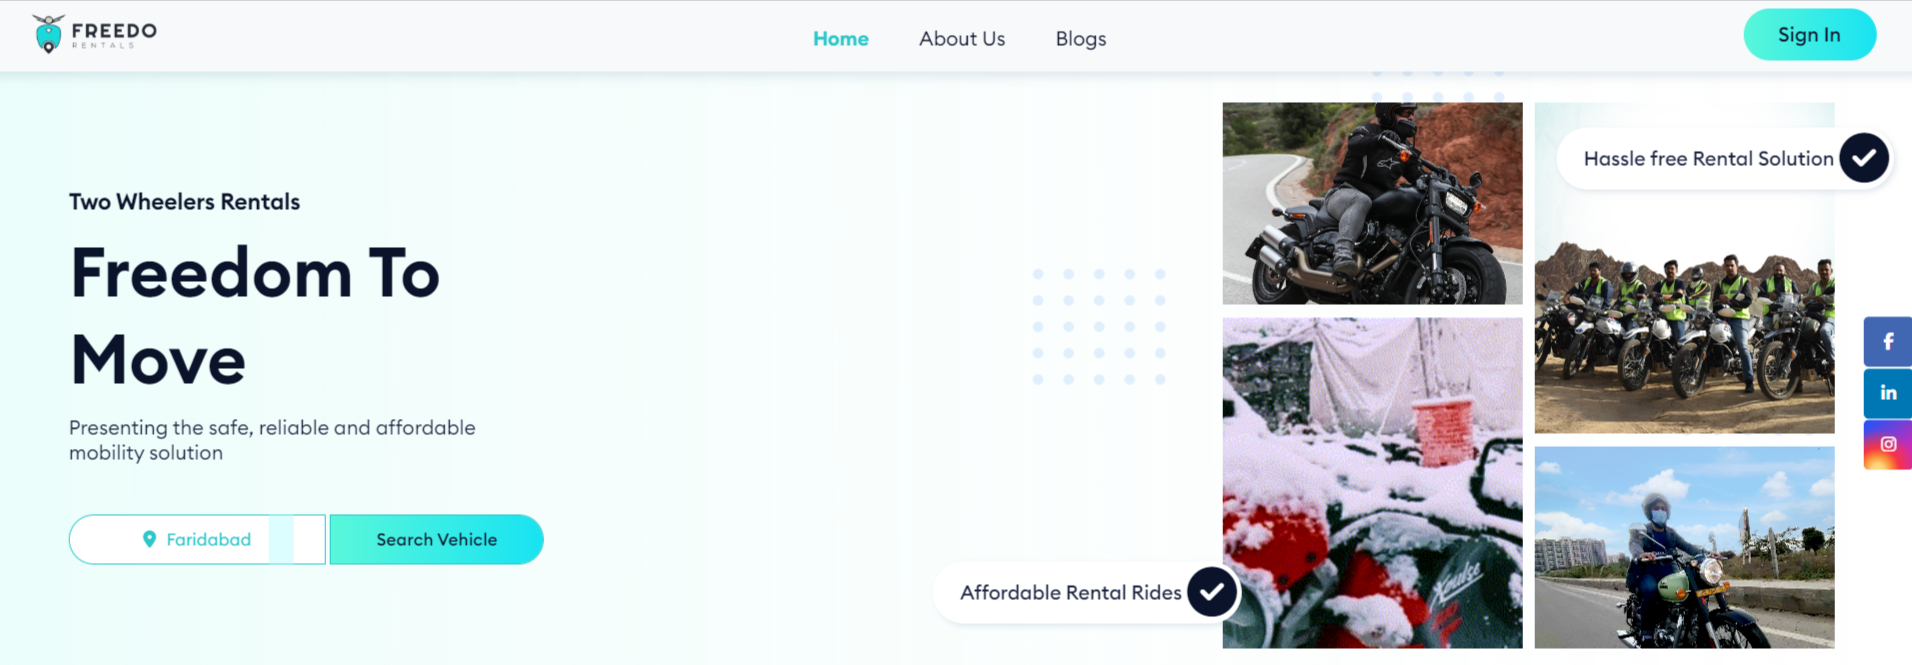 FREEDO
RENTALS
Home
About Us
Blogs
Sign In
Two Wheelers Rentals
Freedom To
Move
Presenting the safe, reliable and affordable
mobility solution
Faridabad
Search Vehicle
Hassle free Rental Solution
Affordable Rental Rides
Xpulse
f
in